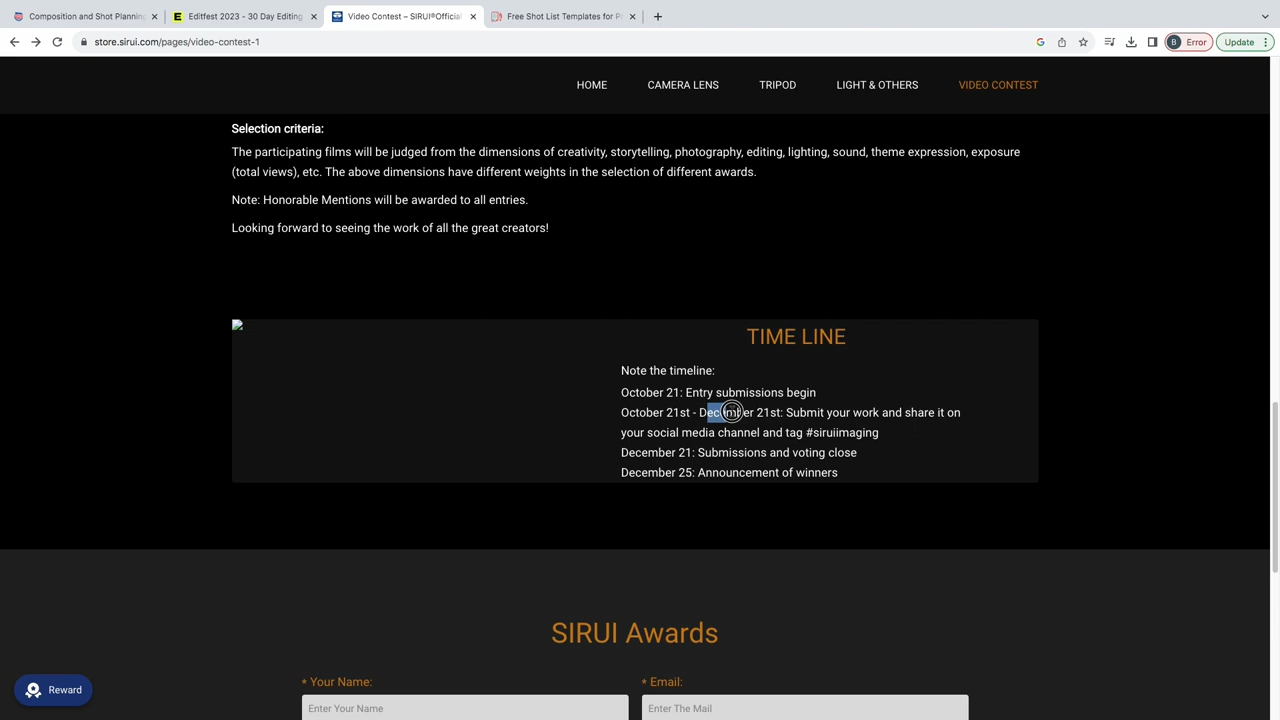 Composition and Shot Planning
Editfest 2023 - 30 Day Editing
Video Contest – SIRUI®Official
Free Shot List Templates for P
store.sirui.com/pages/video-contest-1
B Error
Update
HOME
CAMERA LENS
TRIPOD
LIGHT & OTHERS
VIDEO CONTEST
Selection criteria:
The participating films will be judged from the dimensions of creativity, storytelling, photography, editing, lighting, sound, theme expression, exposure
(total views), etc. The above dimensions have different weights in the selection of different awards.
Note: Honorable Mentions will be awarded to all entries.
Looking forward to seeing the work of all the great creators!
TIME LINE
Note the timeline:
October 21: Entry submissions begin
October 21st - December 21st: Submit your work and share it on
your social media channel and tag #siruiimaging
December 21: Submissions and voting close
December 25: Announcement of winners
SIRUI Awards
* Your Name:
* Email:
Enter Your Name
Enter The Mail
Reward